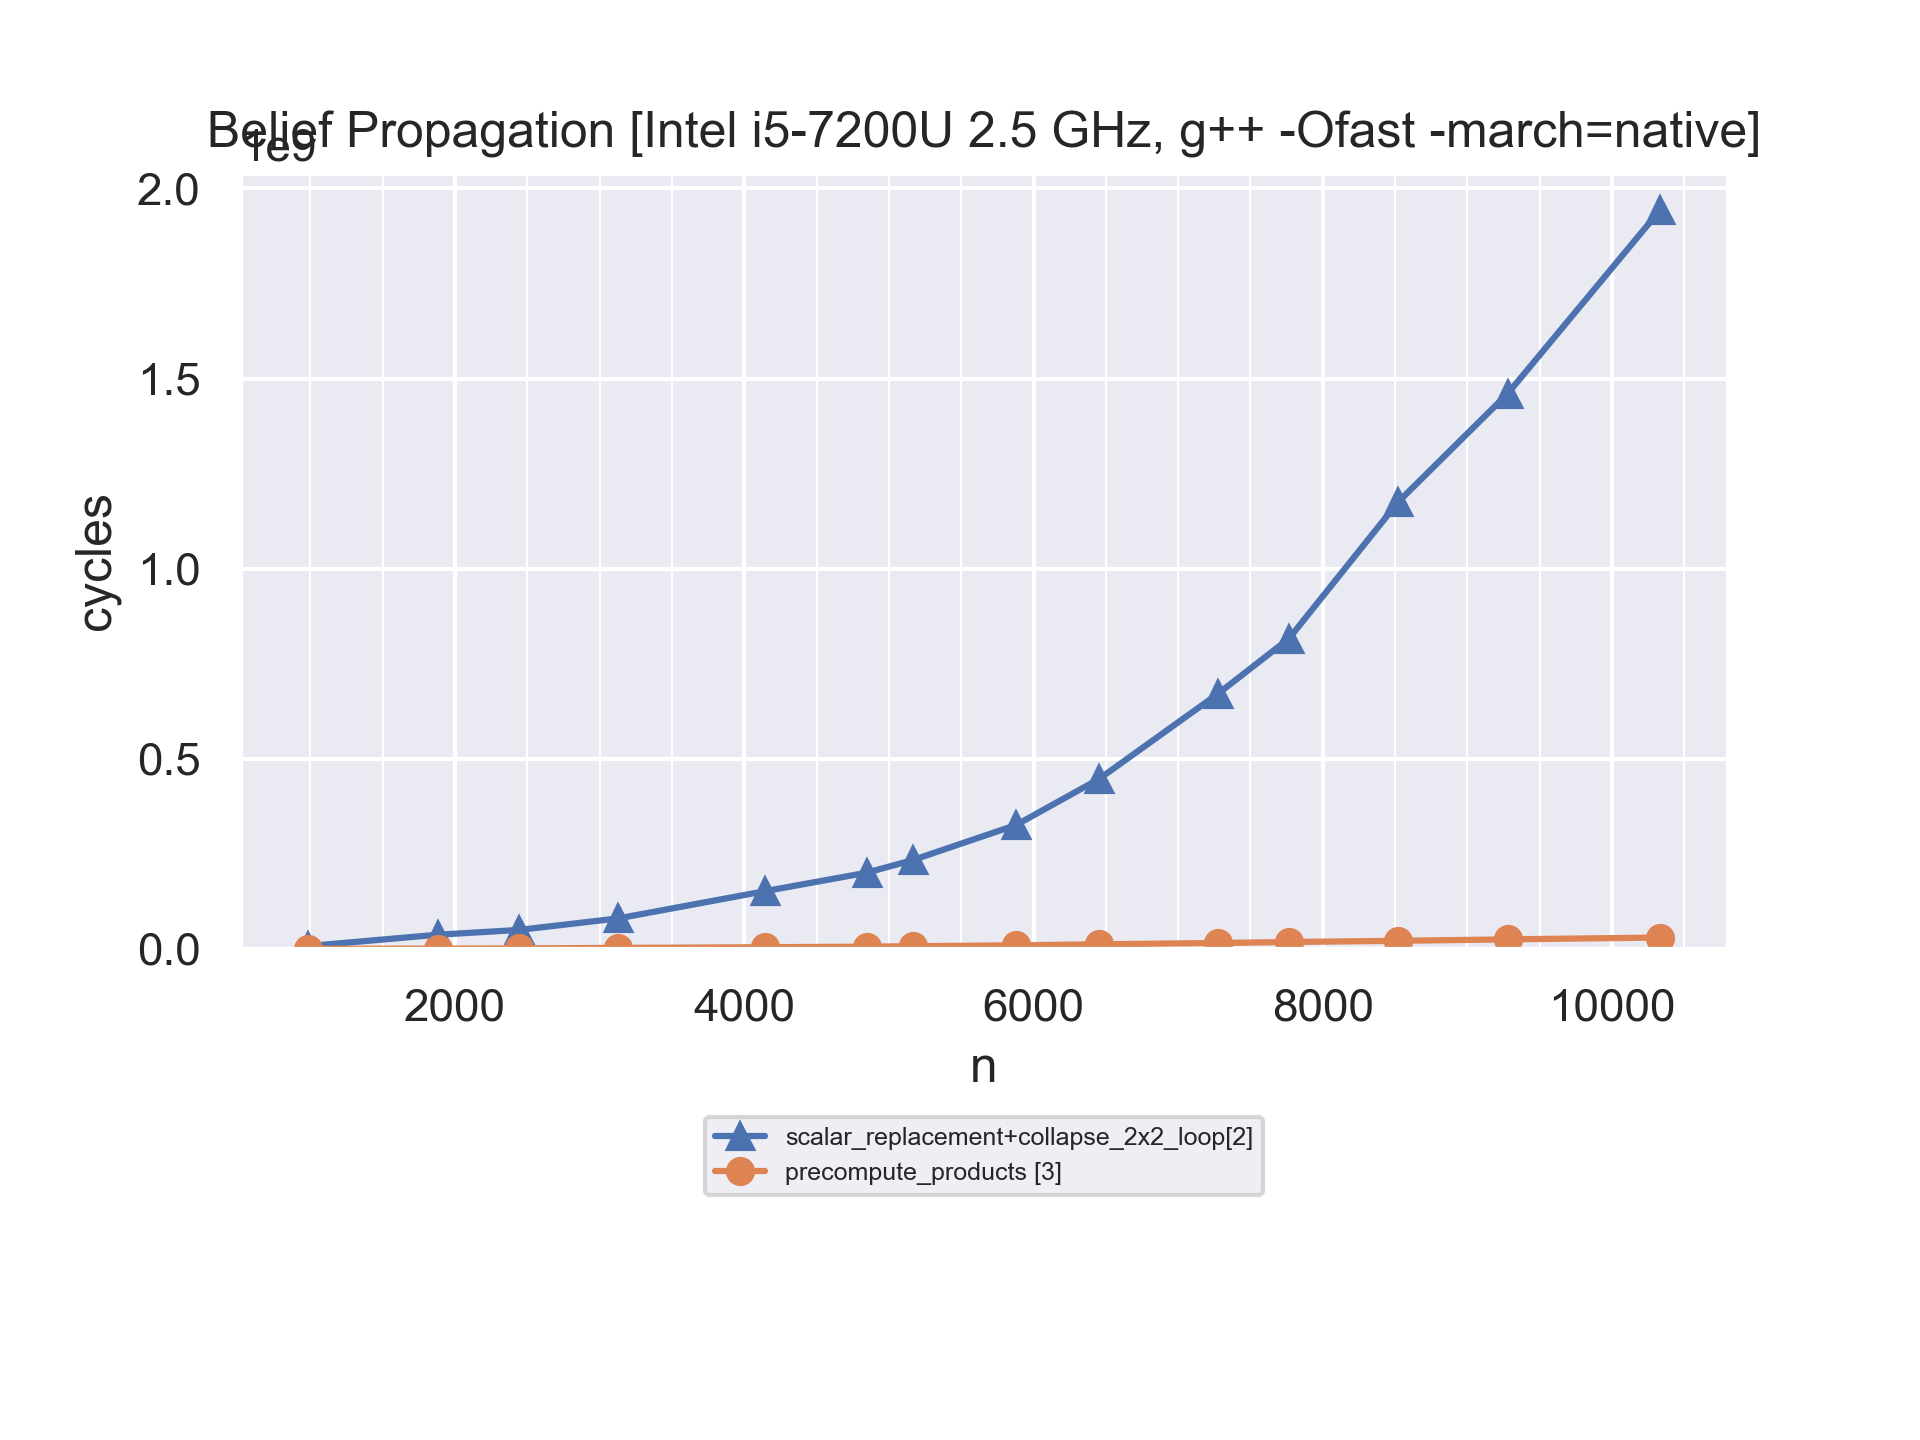 Belief Propagation [Intel i5-7200U 2.5 GHz, g++ -Ofast -march=native]
1e9
2.0
1.5
1.0
0.5
0.0
cycles
2000 4000 6000 8000 10000
n
scalar_replacement+collapse_2x2_loop[2]
precompute_products [3]